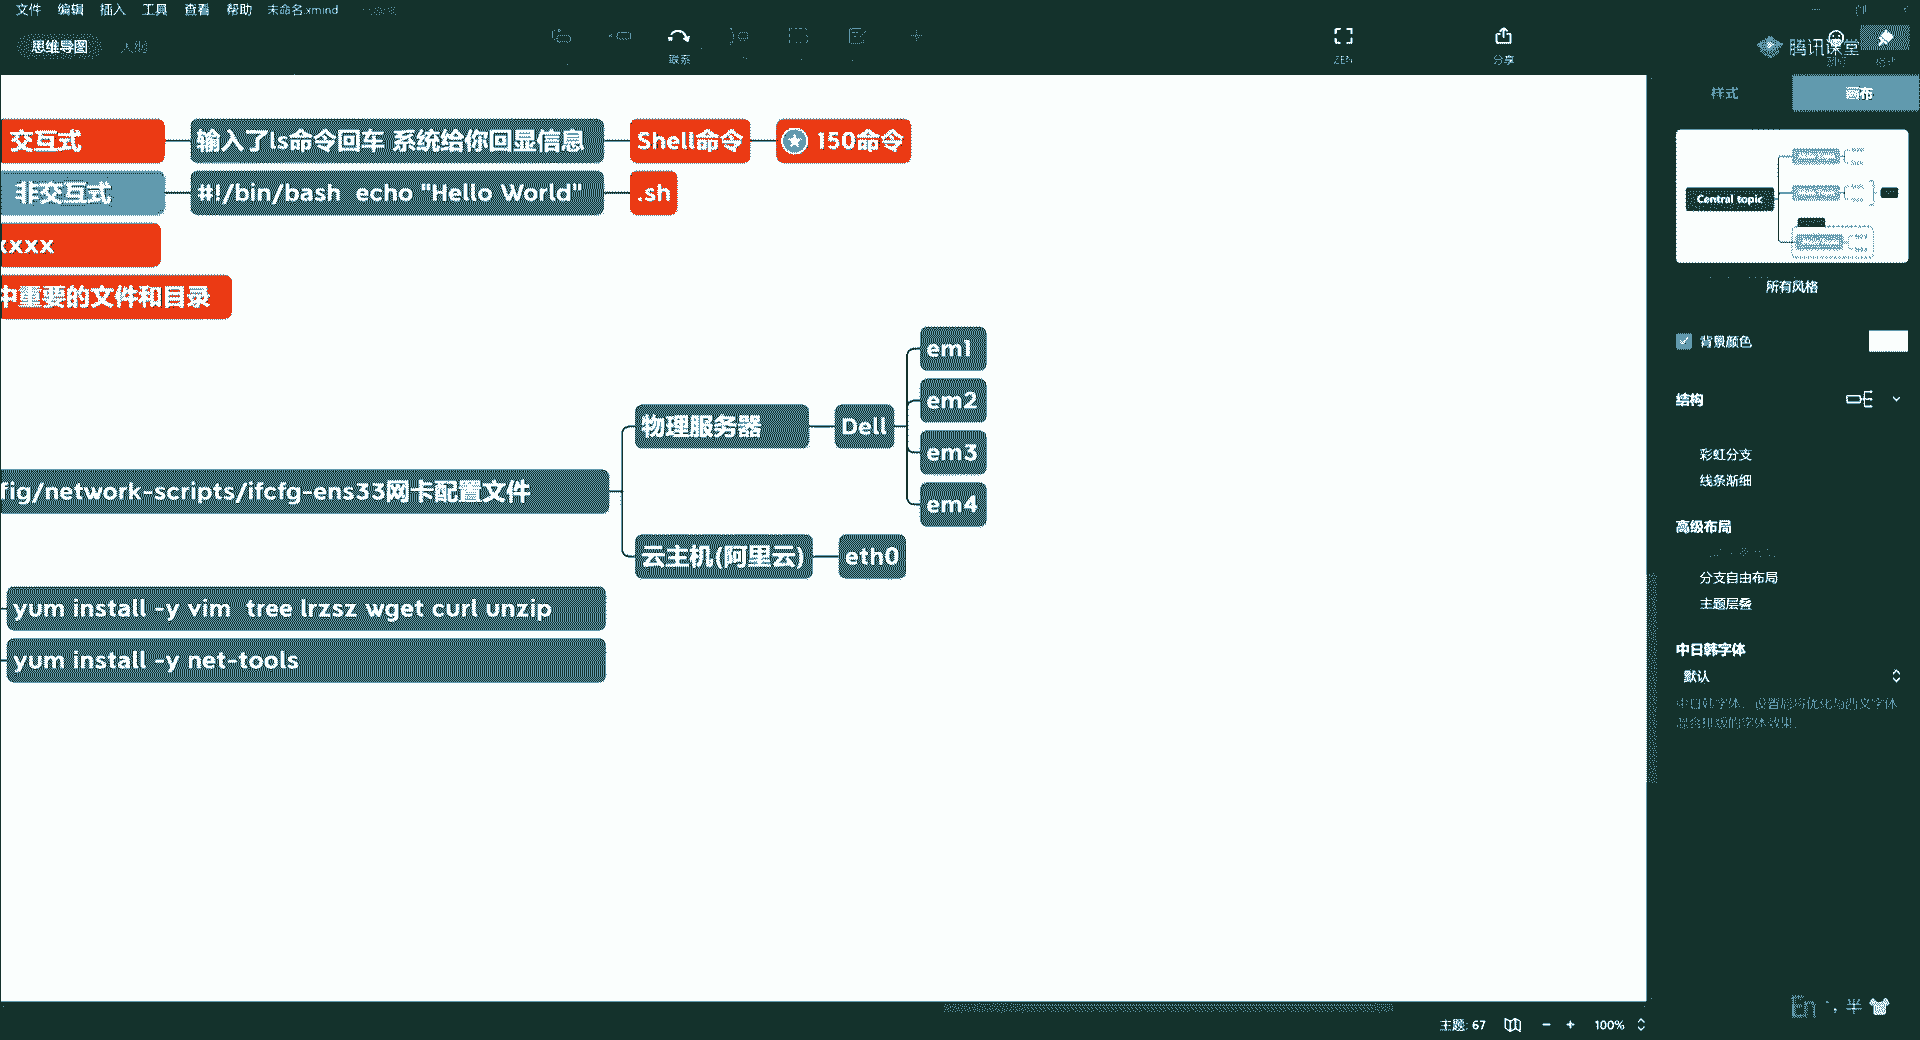 文件 编辑 插入 工具 查看 帮助 未命名.xmind
思维导图 大纲
联系
ZEN
分享
腾讯课堂
样式
画布
交互式
输入了ls命令回车 系统给你回显信息
Shell命令
150命令
非交互式
#!/bin/bash echo "Hello World"
.sh
xxxx
中重要的文件和目录
em1
em2
物理服务器
Dell
em3
fig/network-scripts/ifcfg-ens33网卡配置文件
em4
云主机(阿里云)
eth0
yum install -y vim tree lrzsz wget curl unzip
yum install -y net-tools
Central topic
所有风格
背景颜色
结构
彩虹分支
线条渐细
高级布局
分支自由布局
主题层叠
中日韩字体
默认
中日韩字体，设置后将优化与西文字体
混合排版的字体效果。
En 半
主题: 67
100%